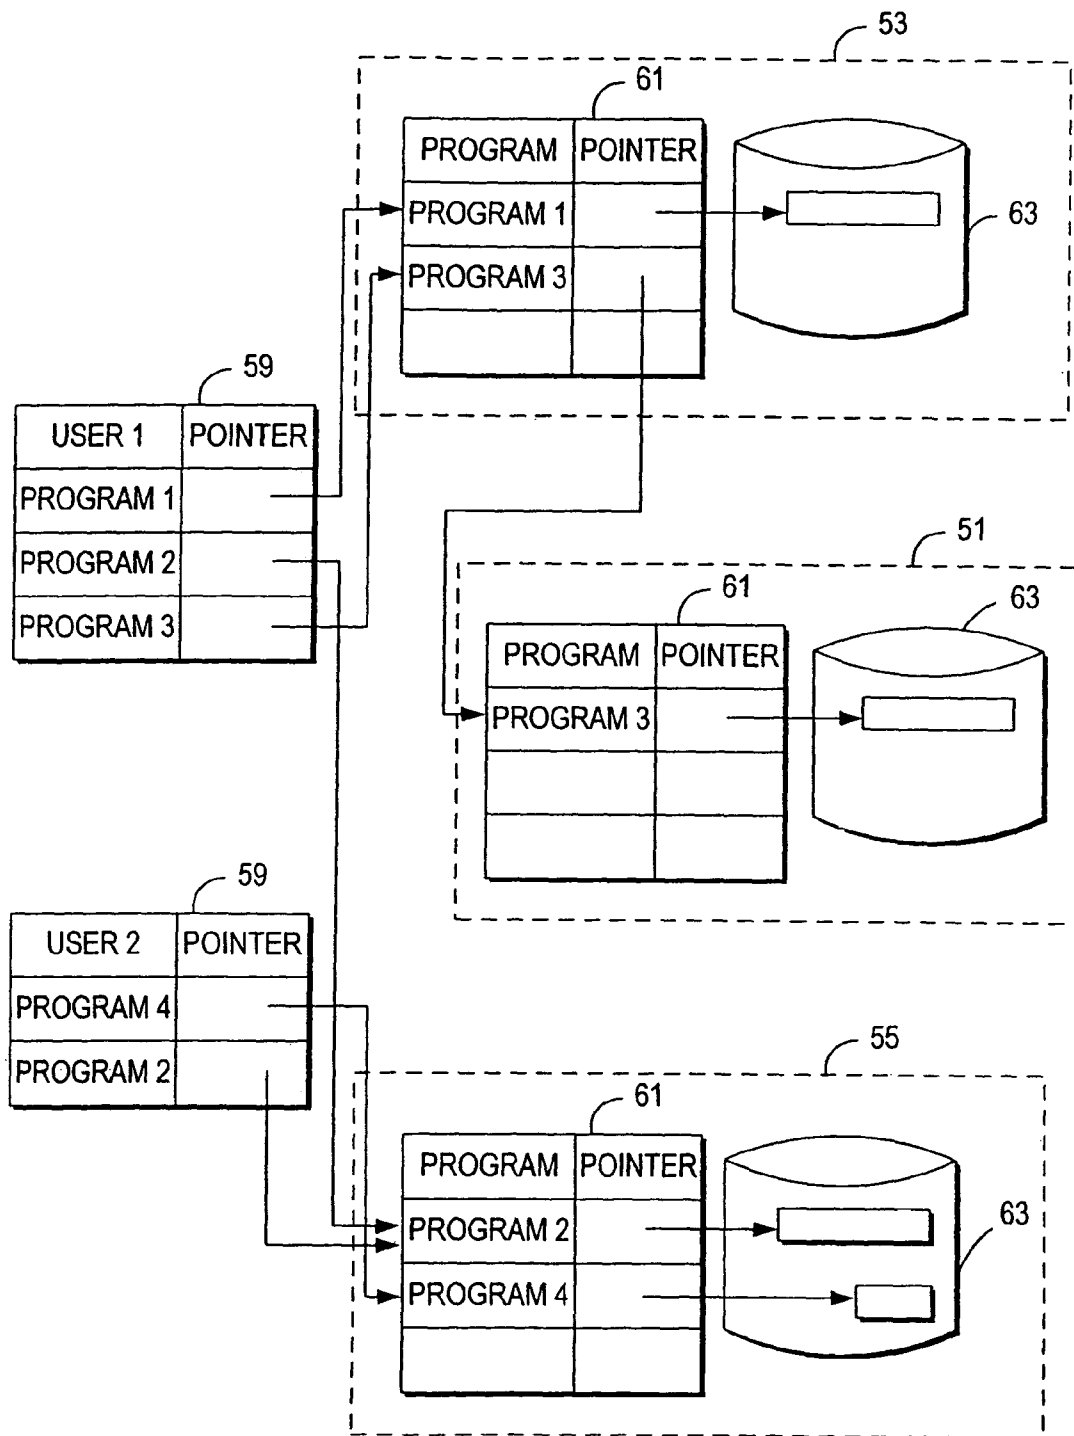 53
61
PROGRAM POINTER
PROGRAM 1
PROGRAM 3
63
59
USER 1 POINTER
PROGRAM 1
PROGRAM 2
PROGRAM 3
51
61
63
PROGRAM POINTER
PROGRAM 3
59
USER 2 POINTER
PROGRAM 4
PROGRAM 2
55
61
PROGRAM POINTER
PROGRAM 2
PROGRAM 4
63